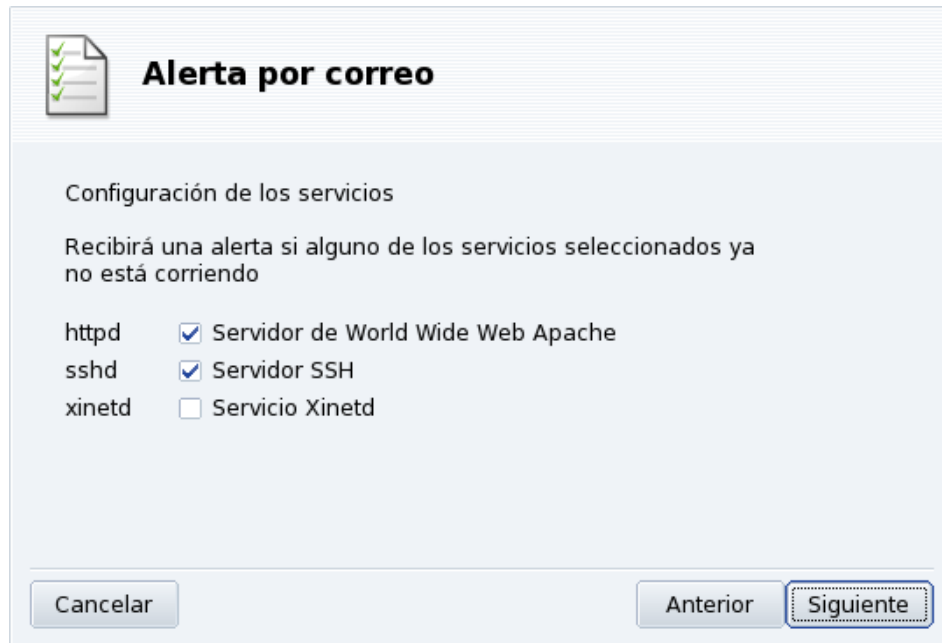 Alerta por correo
Configuración de los servicios
Recibirá una alerta si alguno de los servicios seleccionados ya
no está corriendo
httpd Servidor de World Wide Web Apache
sshd Servidor SSH
xinetd Servicio Xinetd
Cancelar Anterior Siguiente